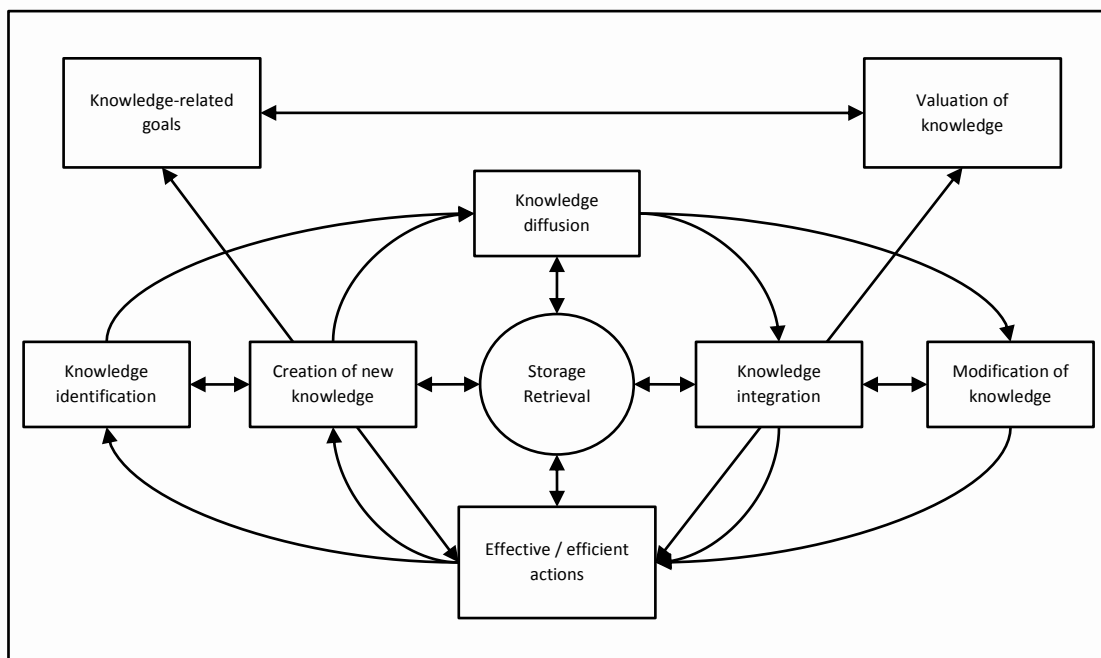 Knowledge-related
goals
Valuation of
knowledge
Knowledge
diffusion
Knowledge
identification
Creation of new
knowledge
Storage
Retrieval
Knowledge
integration
Modification of
knowledge
Effective / efficient
actions